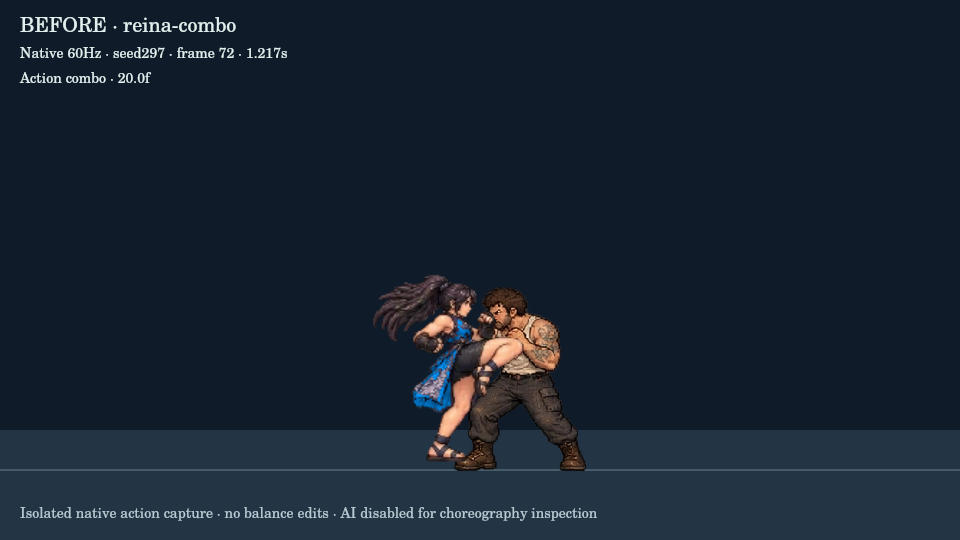 BEFORE · reina-combo
Native 60Hz · seed297 · frame 72 · 1.217s
Action combo · 20.0f
Isolated native action capture · no balance edits · AI disabled for choreography inspection